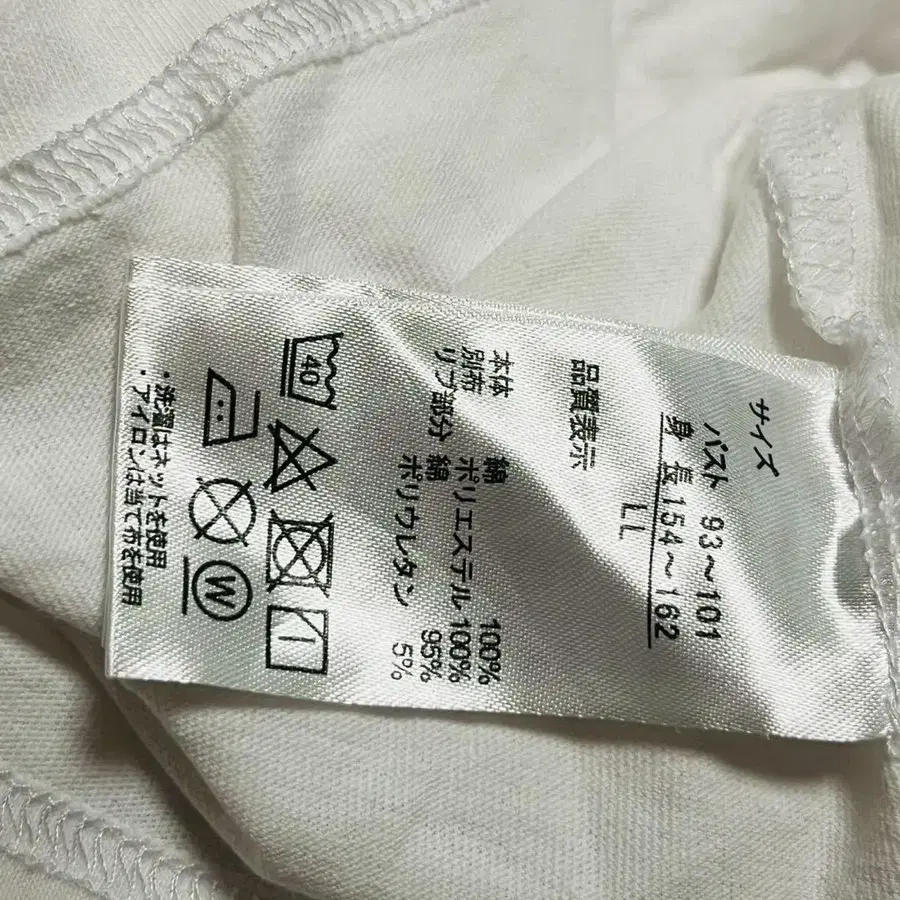 サイズ
バスト 93～101
身 長 154～162
LL
品質表示
本体 綿 100%
別布 ポリエステル 100%
リブ部分 綿 95%
ポリウレタン 5%
40
W
・洗濯はネットを使用
・アイロンは当て布を使用